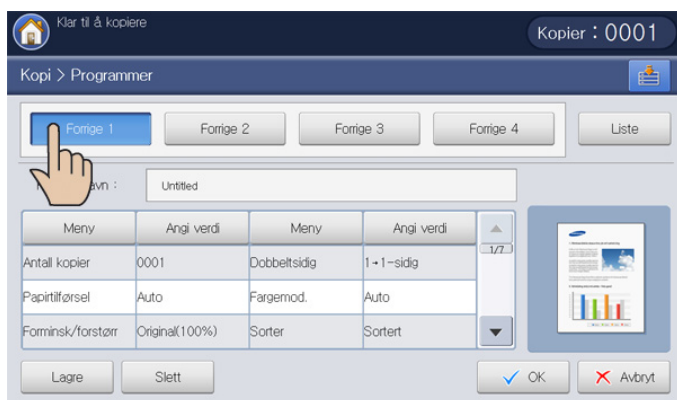 Klar til å kopiere
Kopier : 0001
Kopi > Programmer
Forrige 1 Forrige 2 Forrige 3 Forrige 4 Liste
avn : Untitled
Meny Angi verdi Meny Angi verdi
Antall kopier 0001 Dobbeltsidig 1→1-sidig 1/7
Papirtilførsel Auto Fargemod. Auto
Forminsk/forstørr Original(100%) Sorter Sortert
Lagre Slett OK Avbryt